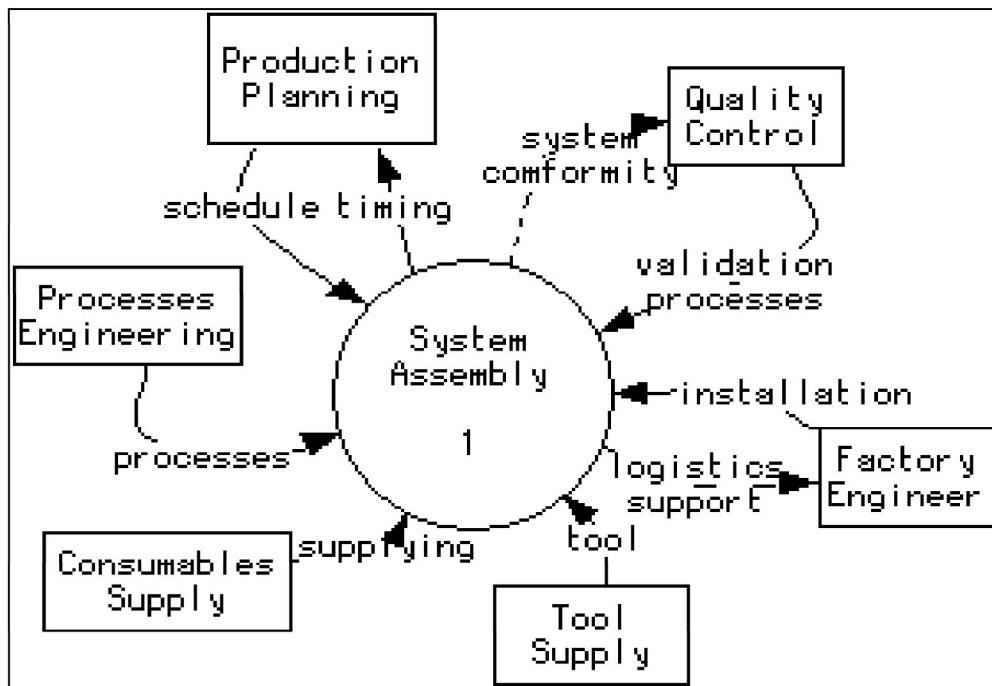 Production
Planning
Quality
Control
system
comformity
schedule
timing
validation
processes
Processes
Engineering
System
Assembly
1
installation
processes
logistics
support
Factory
Engineer
Consumables
Supply
supplying
tool
Tool
Supply